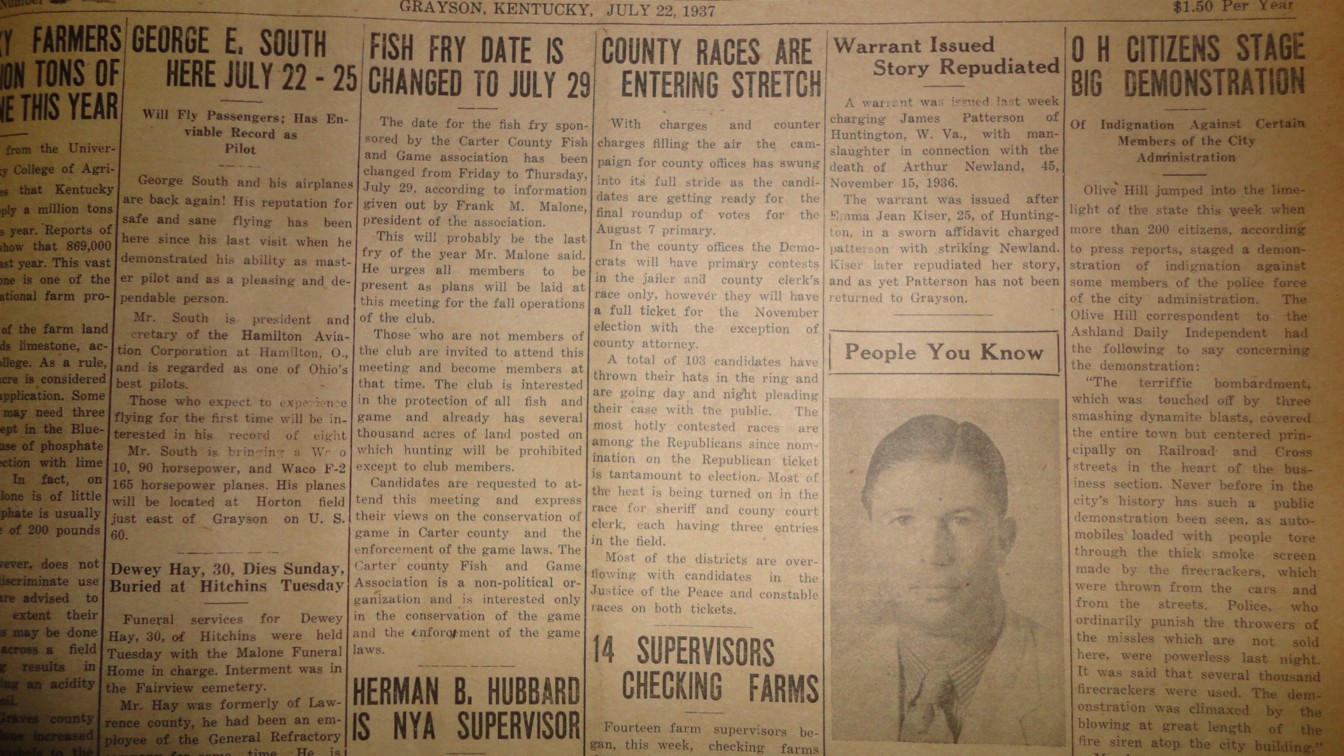 GRAYSON, KENTUCKY, JULY 22, 1937
$1.50 Per Year
FARMERS
TONS OF
THIS YEAR
from the Univer-
College of Agri-
that Kentucky
a million tons
year. Reports of
show that 869,000
year. This vast
one is one of the
ational farm pro-
of the farm land
limestone, ac-
As a rule,
is considered
application. Some
may need three
in the Blue-
of phosphate
with lime
In fact, on
alone is of little
is usually
of 200 pounds
does not
use
are advised to
extent their
may be done
across a field
results in
an acidity
Graves county
increased
GEORGE E. SOUTH
HERE JULY 22 - 25
Will Fly Passengers; Has En-
viable Record as
Pilot
George South and his airplanes
are back again! His reputation for
safe and sane flying has been
here since his last visit when he
demonstrated his ability as mast-
er pilot and as a pleasing and de-
pendable person.
Mr. South is president and
cretary of the Hamilton Avia-
tion Corporation at Hamilton, O.,
and is regarded as one of Ohio's
best pilots.
Those who expect to experience
flying for the first time will be in-
terested in his record of eight
Mr. South is bringing a
10, 90 horsepower, and Waco F-2
165 horsepower planes. His planes
will be located at Horton field
just east of Grayson on U. S.
60.
Dewey Hay, 30, Dies Sunday,
Buried at Hitchins Tuesday
Funeral services for Dewey
Hay, 30, of Hitchins were held
Tuesday with the Malone Funeral
Home in charge. Interment was in
the Fairview cemetery.
Mr. Hay was formerly of Law-
rence county, he had been an em-
ployee of the General Refractory
time. He is
FISH FRY DATE IS
CHANGED TO JULY 29
The date for the fish fry spon-
sored by the Carter County Fish
and Game association has been
changed from Friday to Thursday,
July 29, according to information
given out by Frank M. Malone,
president of the association.
This will probably be the last
fry of the year Mr. Malone said.
He urges all members to be
present as plans will be laid at
this meeting for the fall operations
of the club.
Those who are not members of
the club are invited to attend this
meeting and become members at
that time. The club is interested
in the protection of all fish and
game and already has several
thousand acres of land posted on
which hunting will be prohibited
except to club members.
Candidates are requested to at-
tend this meeting and express
their views on the conservation of
game in Carter county and the
enforcement of the game laws. The
Carter county Fish and Game
Association is a non-political or-
ganization and is interested only
in the conservation of the game
and the enforcement of the game
laws.
HERMAN B. HUBBARD
IS NYA SUPERVISOR
COUNTY RACES ARE
ENTERING STRETCH
With charges and counter
charges filling the air the cam-
paign for county offices has swung
into its full stride as the candi-
dates are getting ready for the
final roundup of votes for the
August 7 primary.
In the county offices the Demo-
crats will have primary contests
in the jailer and county clerk's
race only, however they will have
a full ticket for the November
election with the exception of
county attorney.
A total of 103 candidates have
thrown their hats in the ring and
are going day and night pleading
their case with the public. The
most hotly contested races are
among the Republicans since nom-
ination on the Republican ticket
is tantamount to election. Most of
the heat is being turned on in the
race for sheriff and couny court
clerk, each having three entries
in the field.
Most of the districts are over-
flowing with candidates in the
Justice of the Peace and constable
races on both tickets.
14 SUPERVISORS
CHECKING FARMS
Fourteen farm supervisors be-
gan, this week, checking farms
Warrant Issued
Story Repudiated
A warrant was issued last week
charging James Patterson of
Huntington, W. Va., with man-
slaughter in connection with the
death of Arthur Newland, 45,
November 15, 1936.
The warrant was issued after
Emma Jean Kiser, 25, of Hunting-
ton, in a sworn affidavit charged
patterson with striking Newland.
Kiser later repudiated her story,
and as yet Patterson has not been
returned to Grayson.
People You Know
O H CITIZENS STAGE
BIG DEMONSTRATION
Of Indignation Against Certain
Members of the City
Administration
Olive Hill jumped into the lime-
light of the state this week when
more than 200 citizens, according
to press reports, staged a demon-
stration of indignation against
some members of the police force
of the city administration. The
Olive Hill correspondent to the
Ashland Daily Independent had
the following to say concerning
the demonstration:
"The terriffic bombardment,
which was touched off by three
smashing dynamite blasts, covered
the entire town but centered prin-
cipally on Railroad and Cross
streets in the heart of the bus-
iness section. Never before in the
city's history has such a public
demonstration been seen, as auto-
mobiles loaded with people tore
through the thick smoke screen
made by the firecrackers, which
were thrown from the cars and
from the streets. Police, who
ordinarily punish the throwers of
the missles which are not sold
here, were powerless last night.
It was said that several thousand
firecrackers were used. The dem-
onstration was climaxed by the
blowing at great length of the
fire siren atop the city building."